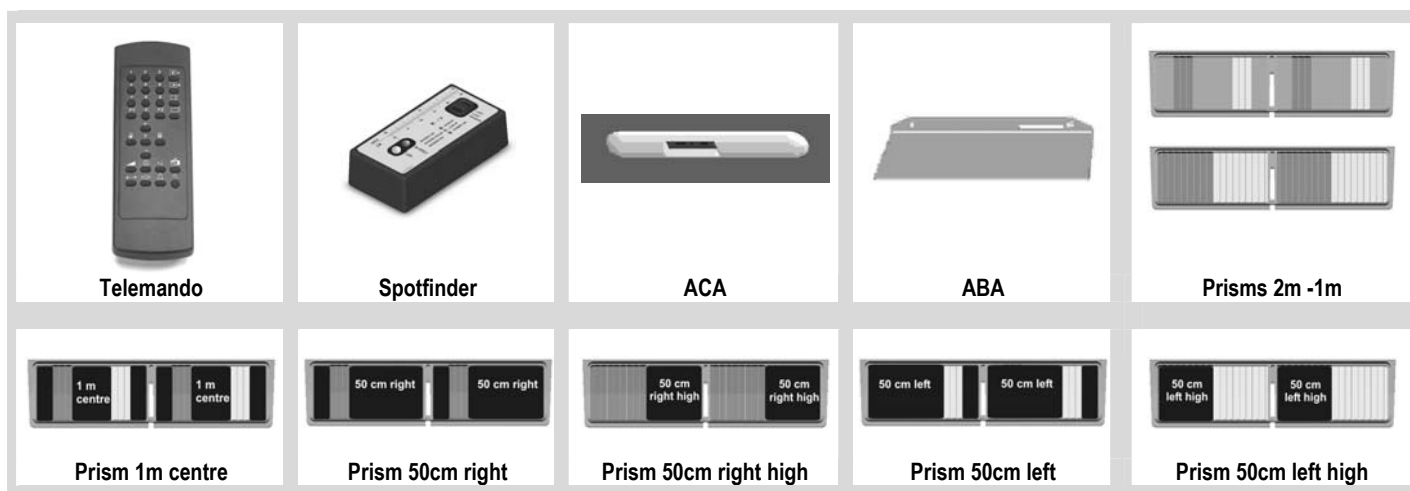 Telemando
Spotfinder
ACA
ABA
Prisms 2m -1m
1 m
centre
1 m
centre
50 cm right
50 cm right
50 cm
right high
50 cm
right high
50 cm left
50 cm left
50 cm
left high
50 cm
left high
Prism 1m centre
Prism 50cm right
Prism 50cm right high
Prism 50cm left
Prism 50cm left high